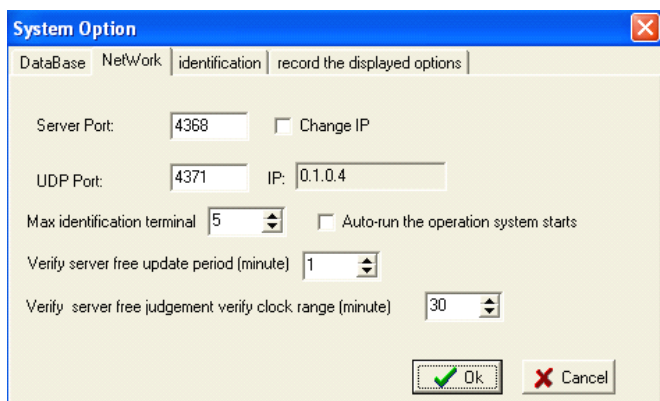 System Option
DataBase NetWork identification record the displayed options
Server Port: 4368 Change IP
UDP Port: 4371 IP: 0.1.0.4
Max identification terminal 5 Auto-run the operation system starts
Verify server free update period (minute) 1
Verify server free judgement verify clock range (minute) 30
Ok Cancel